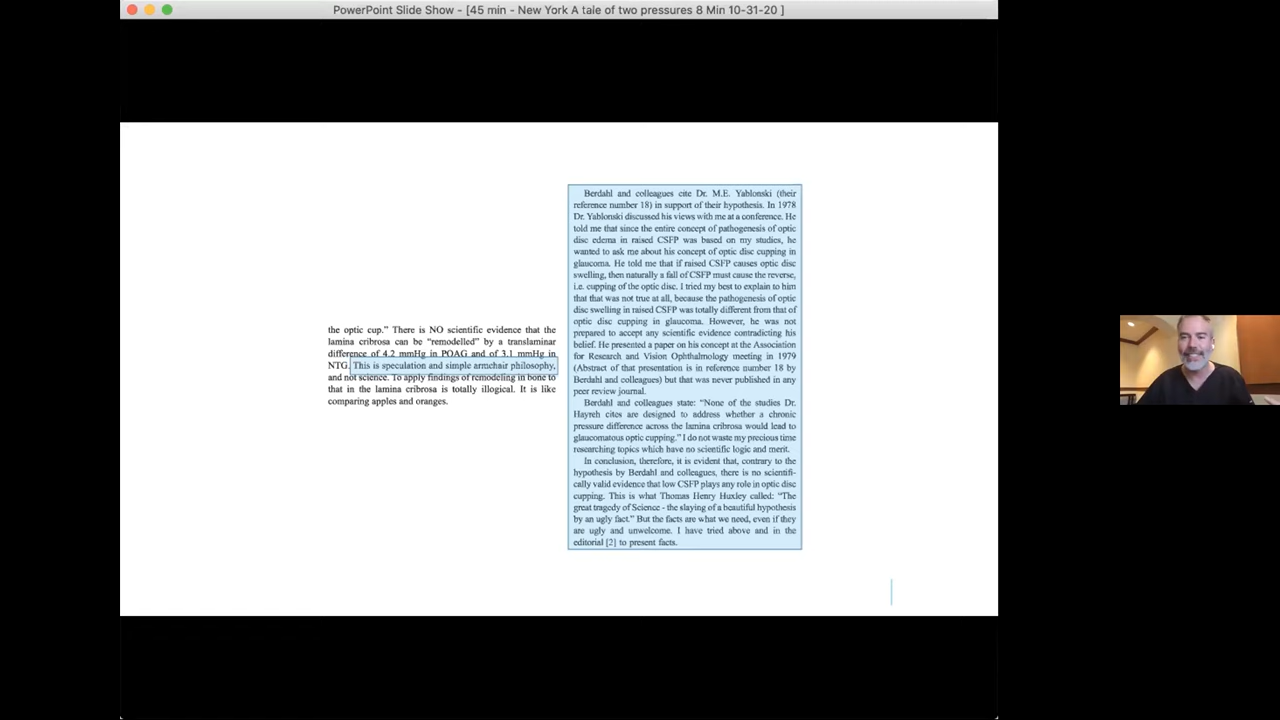 PowerPoint Slide Show - [45 min - New York A tale of two pressures 8 Min 10-31-20 ]
the optic cup.” There is NO scientific evidence that the
lamina cribrosa can be “remodelled” by a translaminar
difference of 4.2 mmHg in POAG and of 3.1 mmHg in
NTG. This is speculation and simple armchair philosophy,
and not science. To apply findings of remodeling in bone to
that in the lamina cribrosa is totally illogical. It is like
comparing apples and oranges.
Berdahl and colleagues cite Dr. M.E. Yablonski (their
reference number 18) in support of their hypothesis. In 1978
Dr. Yablonski discussed his views with me at a conference. He
told me that since the entire concept of pathogenesis of optic
disc edema in raised CSFP was based on my studies, he
wanted to ask me about his concept of optic disc cupping in
glaucoma. He told me that if raised CSFP causes optic disc
swelling, then naturally a fall of CSFP must cause the reverse,
i.e. cupping of the optic disc. I tried my best to explain to him
that that was not true at all, because the pathogenesis of optic
disc swelling in raised CSFP was totally different from that of
optic disc cupping in glaucoma. However, he was not
prepared to accept any scientific evidence contradicting his
belief. He presented a paper on his concept at the Association
for Research and Vision Ophthalmology meeting in 1979
(Abstract of that presentation is in reference number 18 by
Berdahl and colleagues) but that was never published in any
peer review journal.
Berdahl and colleagues state: “None of the studies Dr.
Hayreh cites are designed to address whether a chronic
pressure difference across the lamina cribrosa would lead to
glaucomatous optic cupping.” I do not waste my precious time
researching topics which have no scientific logic and merit.
In conclusion, therefore, it is evident that, contrary to the
hypothesis by Berdahl and colleagues, there is no scientifi-
cally valid evidence that low CSFP plays any role in optic disc
cupping. This is what Thomas Henry Huxley called: “The
great tragedy of Science - the slaying of a beautiful hypothesis
by an ugly fact.” But the facts are what we need, even if they
are ugly and unwelcome. I have tried above and in the
editorial [2] to present facts.